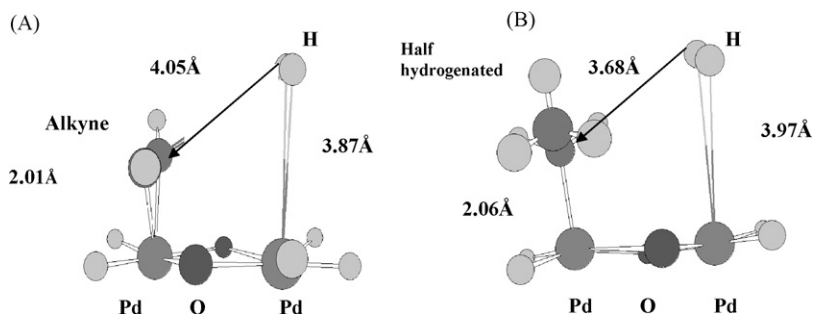 (A)
H
4.05Å
Alkyne
3.87Å
2.01Å
Pd O Pd
(B)
H
Half
hydrogenated
3.68Å
3.97Å
2.06Å
Pd O Pd